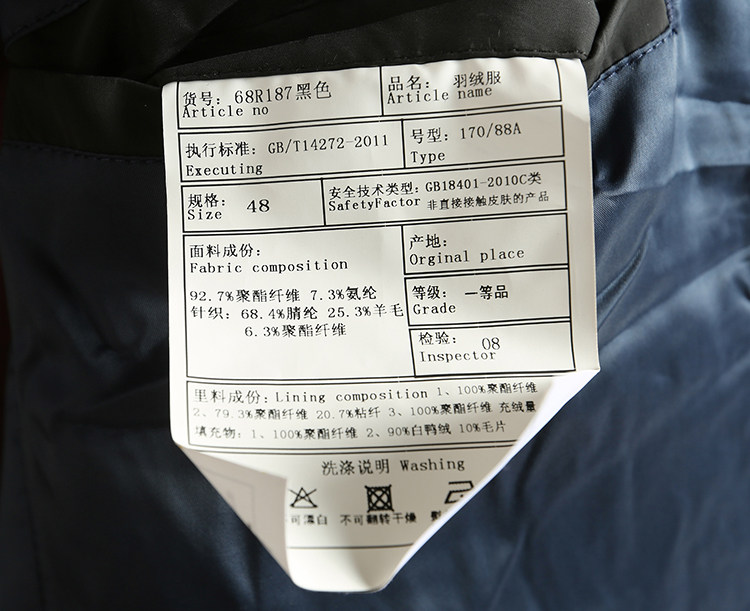 货号: 68R187黑色
Article no
品名: 羽绒服
Article name
执行标准: GB/T14272-2011
Executing
号型: 170/88A
Type
规格: 48
Size
安全技术类型: GB18401-2010C类
SafetyFactor 非直接接触皮肤的产品
面料成份:
Fabric composition
92.7%聚酯纤维 7.3%氨纶
针织: 68.4%腈纶 25.3%羊毛
6.3%聚酯纤维
产地:
Orginal place
等级: 一等品
Grade
检验: 08
Inspector
里料成份: Lining composition 1、100%聚酯纤维
2、79.3%聚酯纤维 20.7%粘纤 3、100%聚酯纤维 充绒量
填充物: 1、100%聚酯纤维 2、90%白鸭绒 10%毛片
洗涤说明 Washing
可漂白 不可翻转干燥